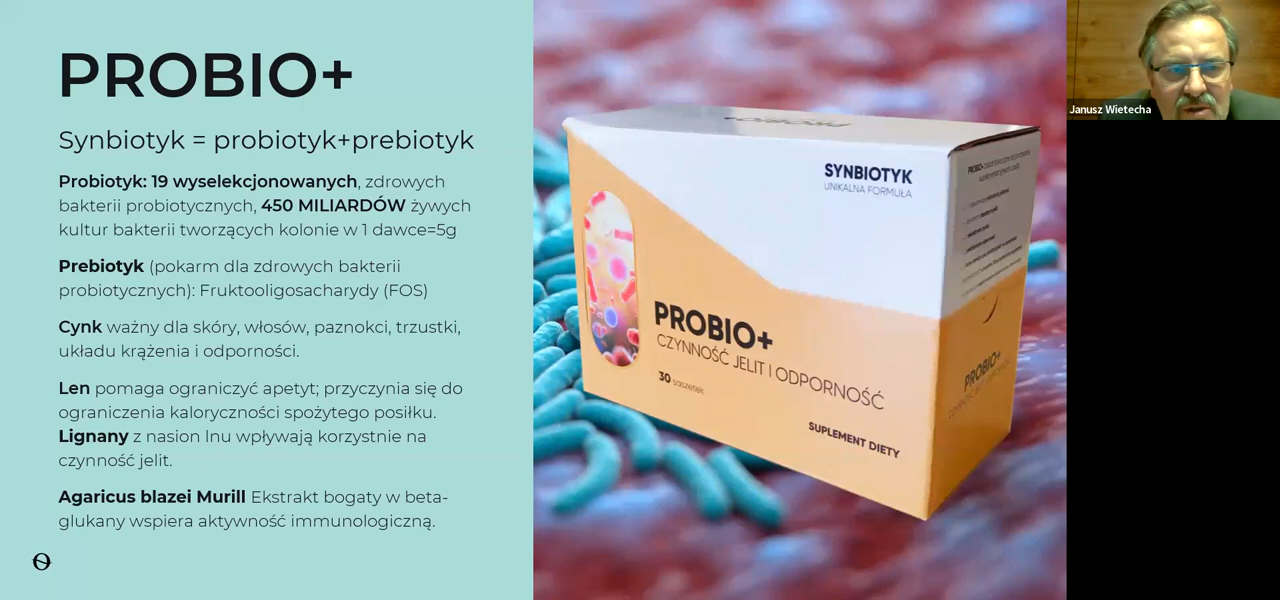 PROBIO+
Synbiotyk = probiotyk+prebiotyk
Probiotyk: 19 wyselekcjonowanych, zdrowych
bakterii probiotycznych, 450 MILIARDÓW żywych
kultur bakterii tworzących kolonie w 1 dawce=5g
Prebiotyk (pokarm dla zdrowych bakterii
probiotycznych): Fruktooligosacharydy (FOS)
Cynk ważny dla skóry, włosów, paznokci, trzustki,
układu krążenia i odporności.
Len pomaga ograniczyć apetyt; przyczynia się do
ograniczenia kaloryczności spożytego posiłku.
Lignany z nasion lnu wpływają korzystnie na
czynność jelit.
Agaricus blazei Murill Ekstrakt bogaty w beta-
glukany wspiera aktywność immunologiczną.
PROBIO+
SYNBIOTYK
UNIKALNA FORMUŁA
PROBIO+
CZYNNOŚĆ JELIT I ODPORNOŚĆ
30 saszetek
SUPLEMENT DIETY
PROBIO+
Janusz Wietecha